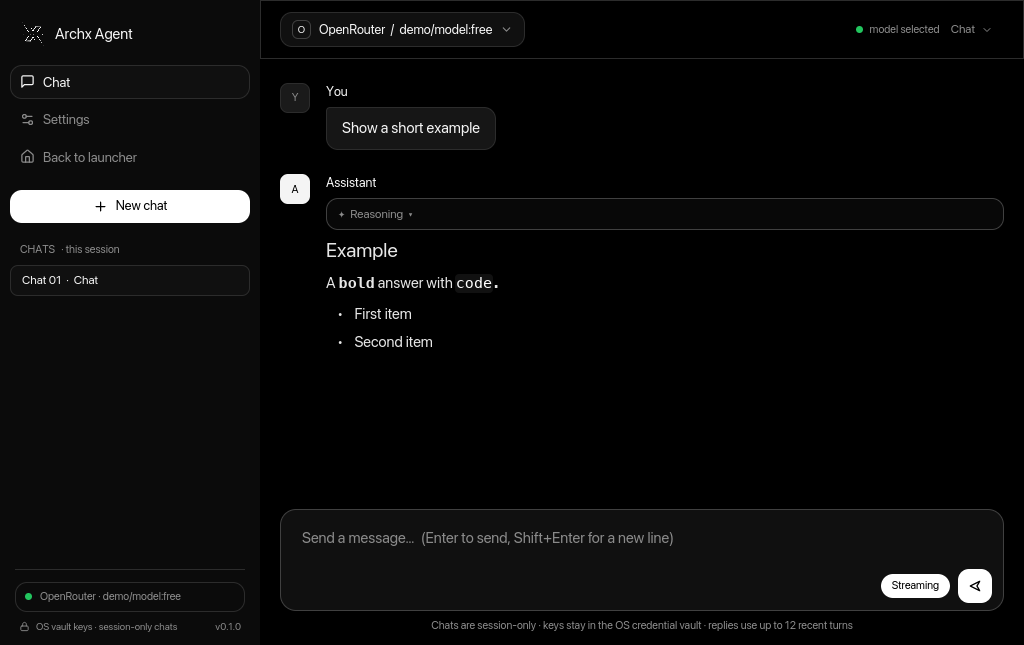 Archx Agent
Chat
Settings
Back to launcher
+ New chat
CHATS · this session
Chat 01 · Chat
OpenRouter · demo/model:free
OS vault keys · session-only chats v0.1.0
O OpenRouter / demo/model:free
model selected Chat
Y You
Show a short example
A Assistant
✦ Reasoning ▾
Example
A bold answer with code.
• First item
• Second item
Send a message... (Enter to send, Shift+Enter for a new line)
Streaming
Chats are session-only · keys stay in the OS credential vault · replies use up to 12 recent turns